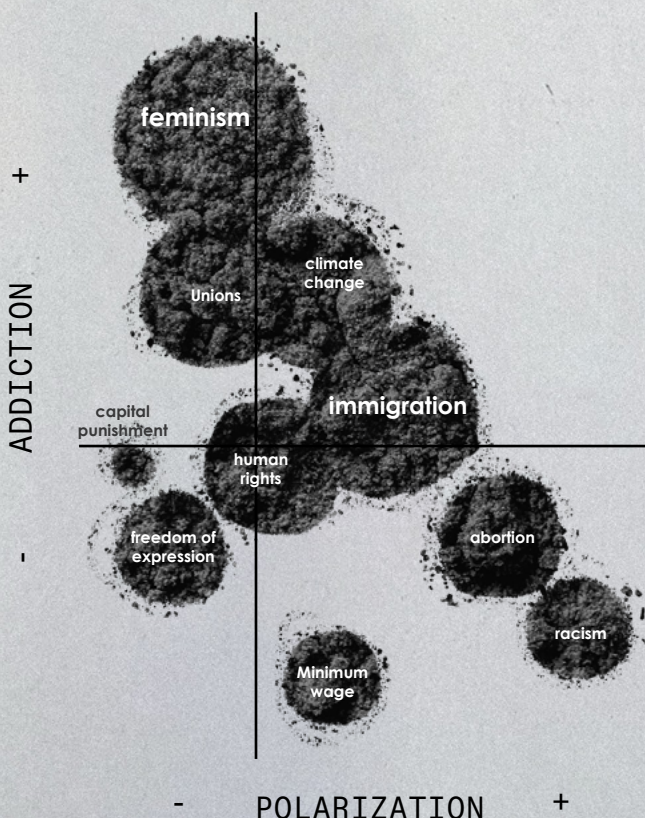 feminism
+
climate
change
Unions
ADDICTION
immigration
capital
punishment
human
rights
freedom of
expression
abortion
-
racism
Minimum
wage
- POLARIZATION +